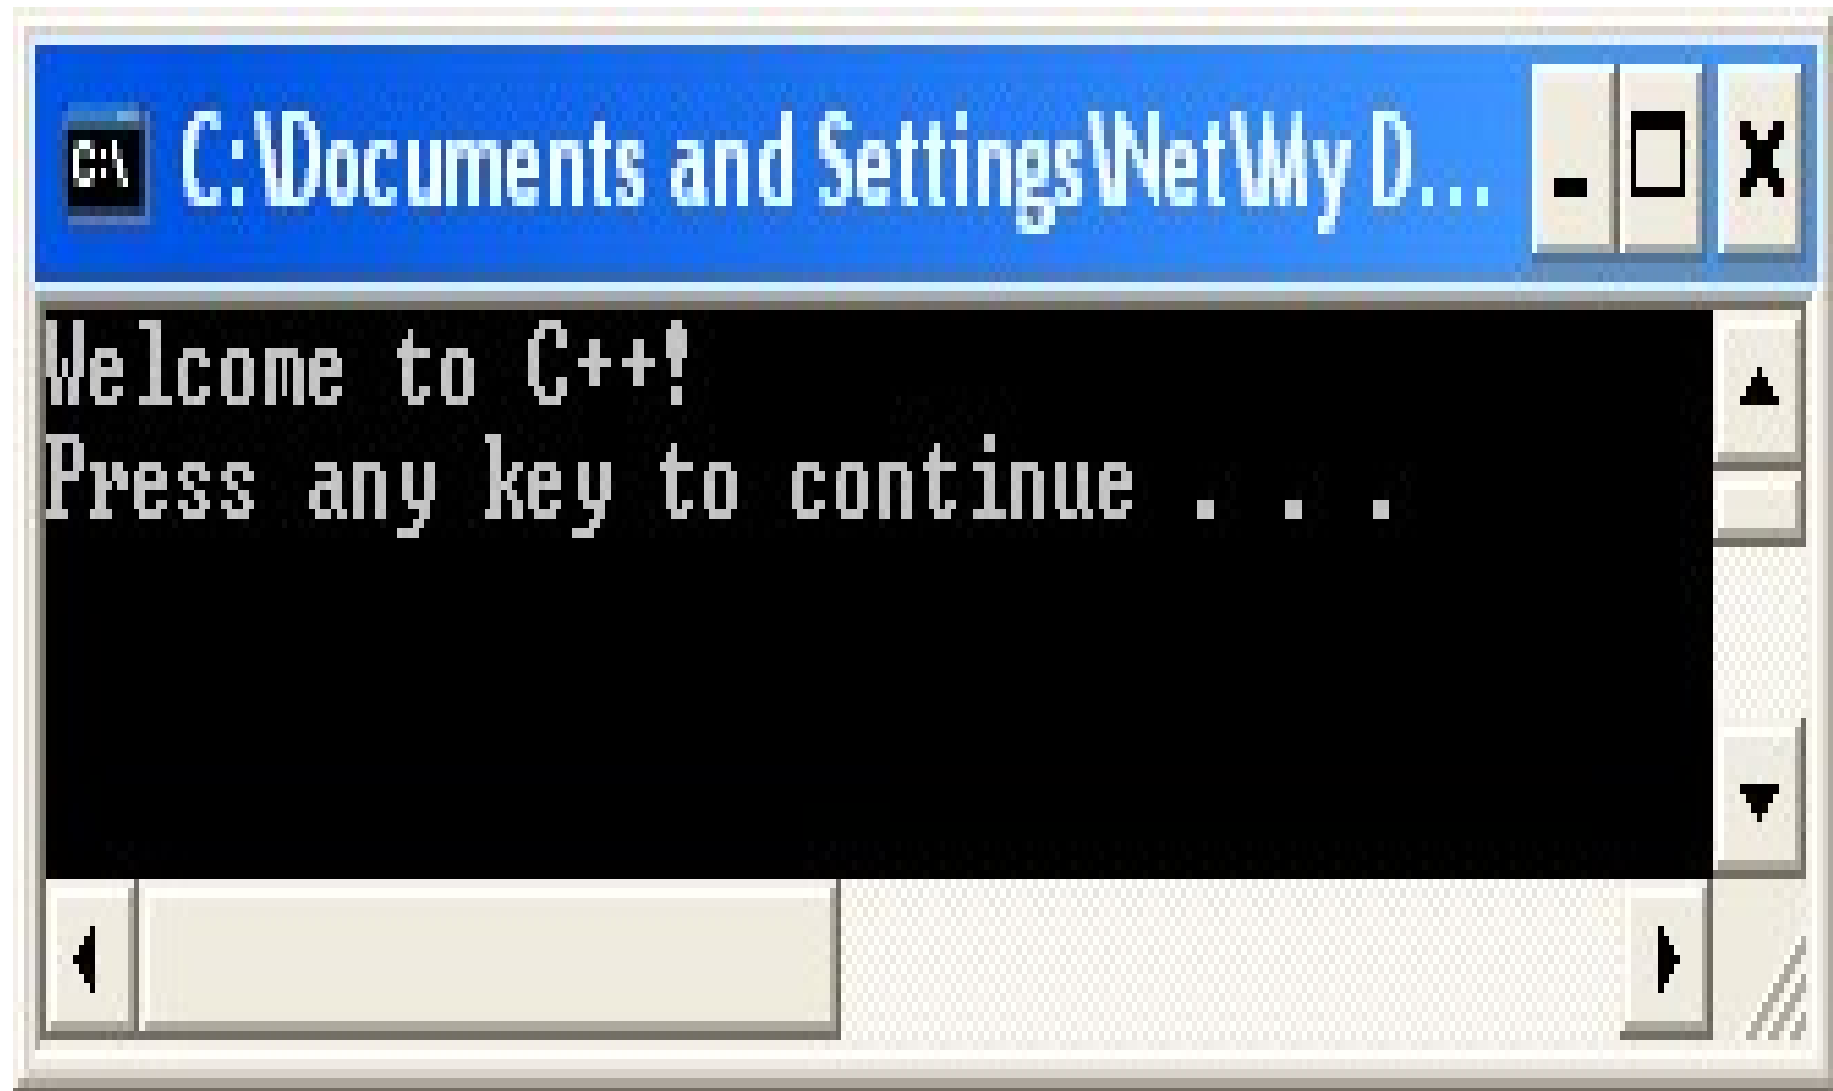 C:\Documents and Settings\Net\My D...
Welcome to C++!
Press any key to continue . . .